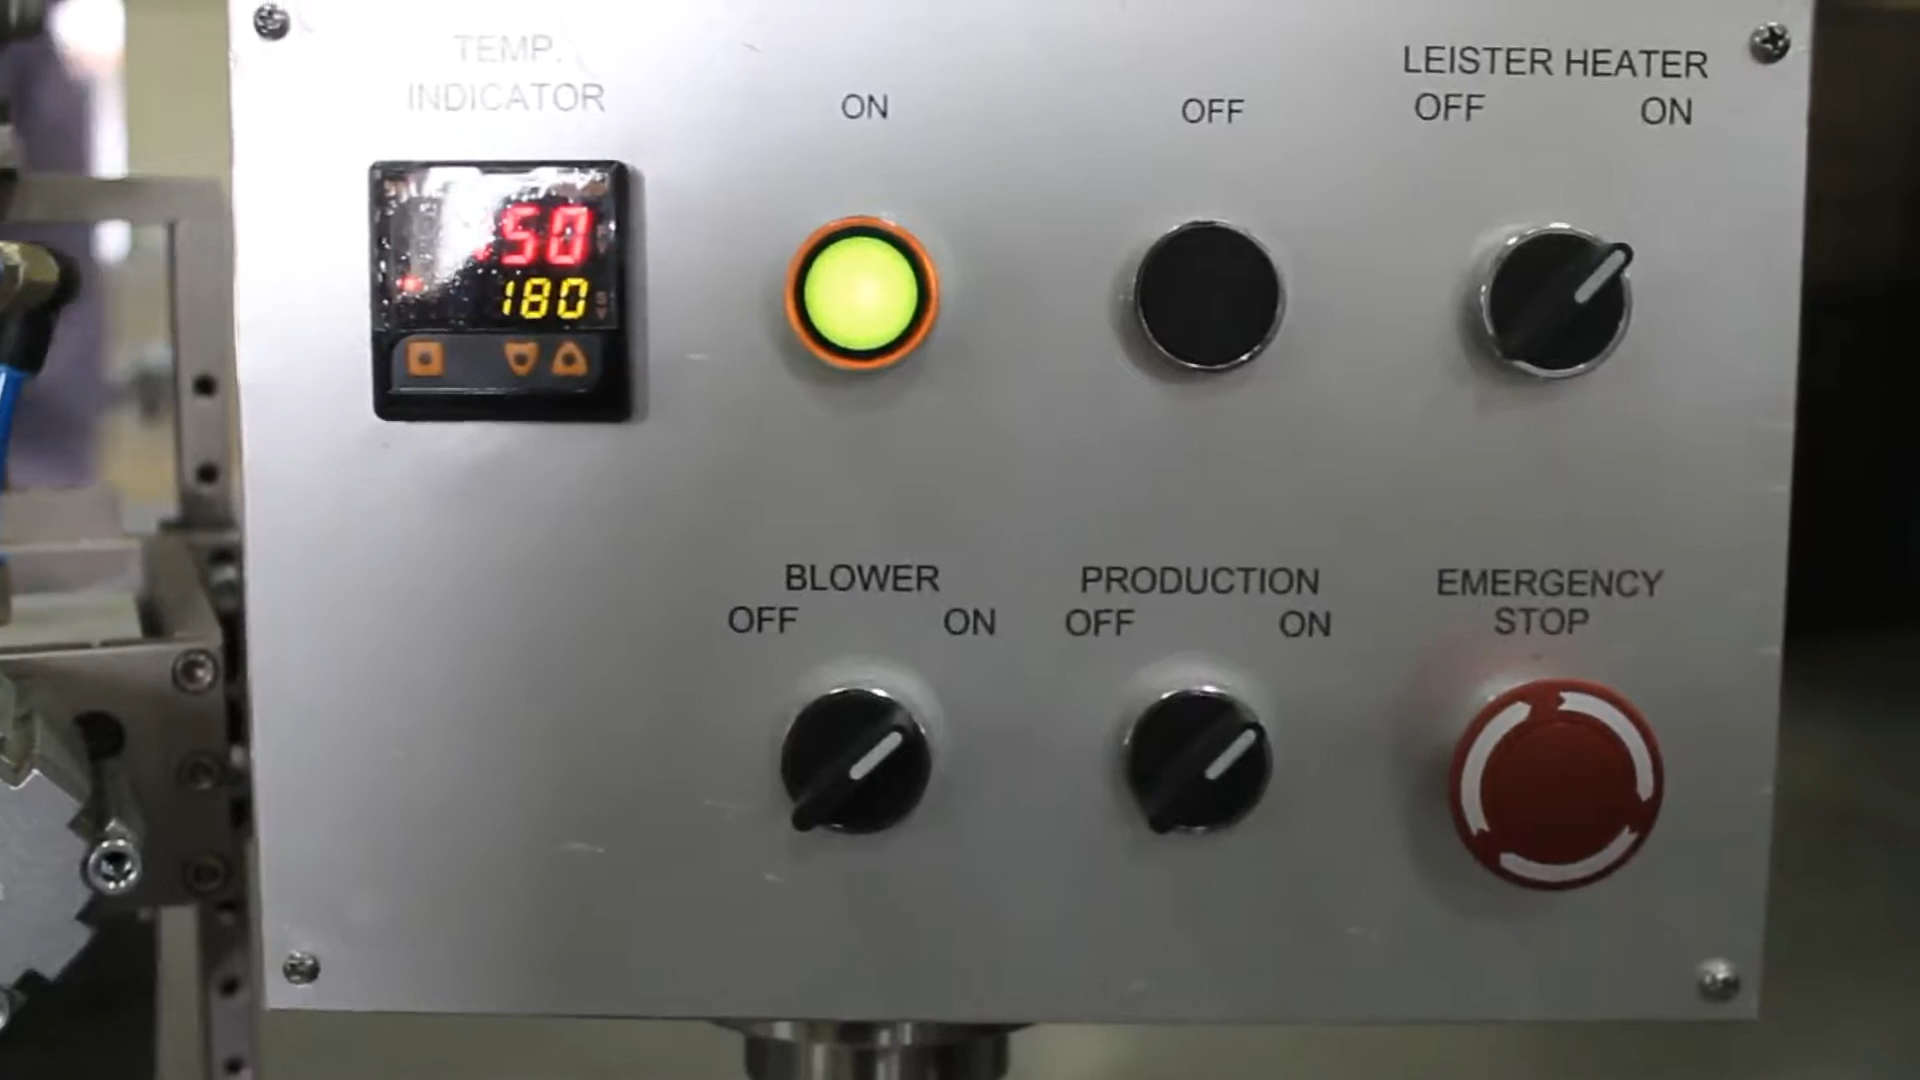 TEMP.
INDICATOR
50
180
ON
OFF
LEISTER HEATER
OFF ON
BLOWER
OFF ON
PRODUCTION
OFF ON
EMERGENCY
STOP